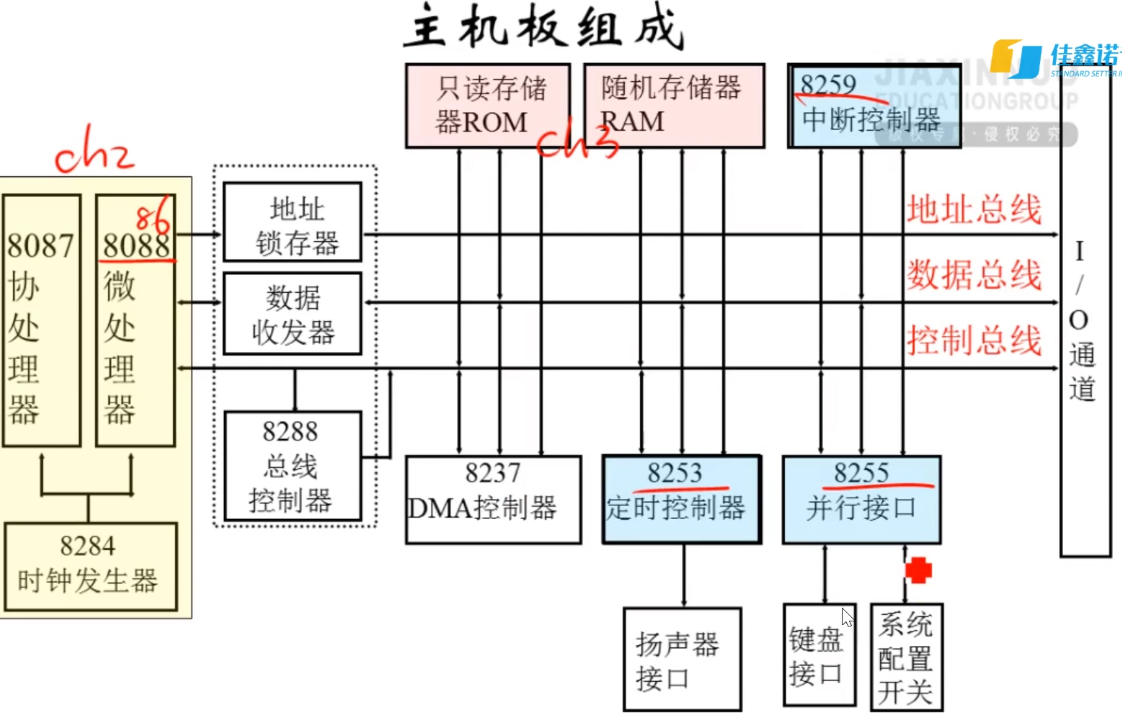 主机板组成
佳鑫诺
STANDARD SETTER I
JIAXINNUO
EDUCATIONGROUP
版权专属·侵权必究
只读存储
器ROM
随机存储器
RAM
8259
中断控制器
ch2
ch3
86
8087
协
处
理
器
8088
微
处
理
器
地址
锁存器
数据
收发器
地址总线
数据总线
控制总线
I
/
O
通
道
8288
总线
控制器
8237
DMA控制器
8253
定时控制器
8255
并行接口
8284
时钟发生器
扬声器
接口
键盘
接口
系统
配置
开关